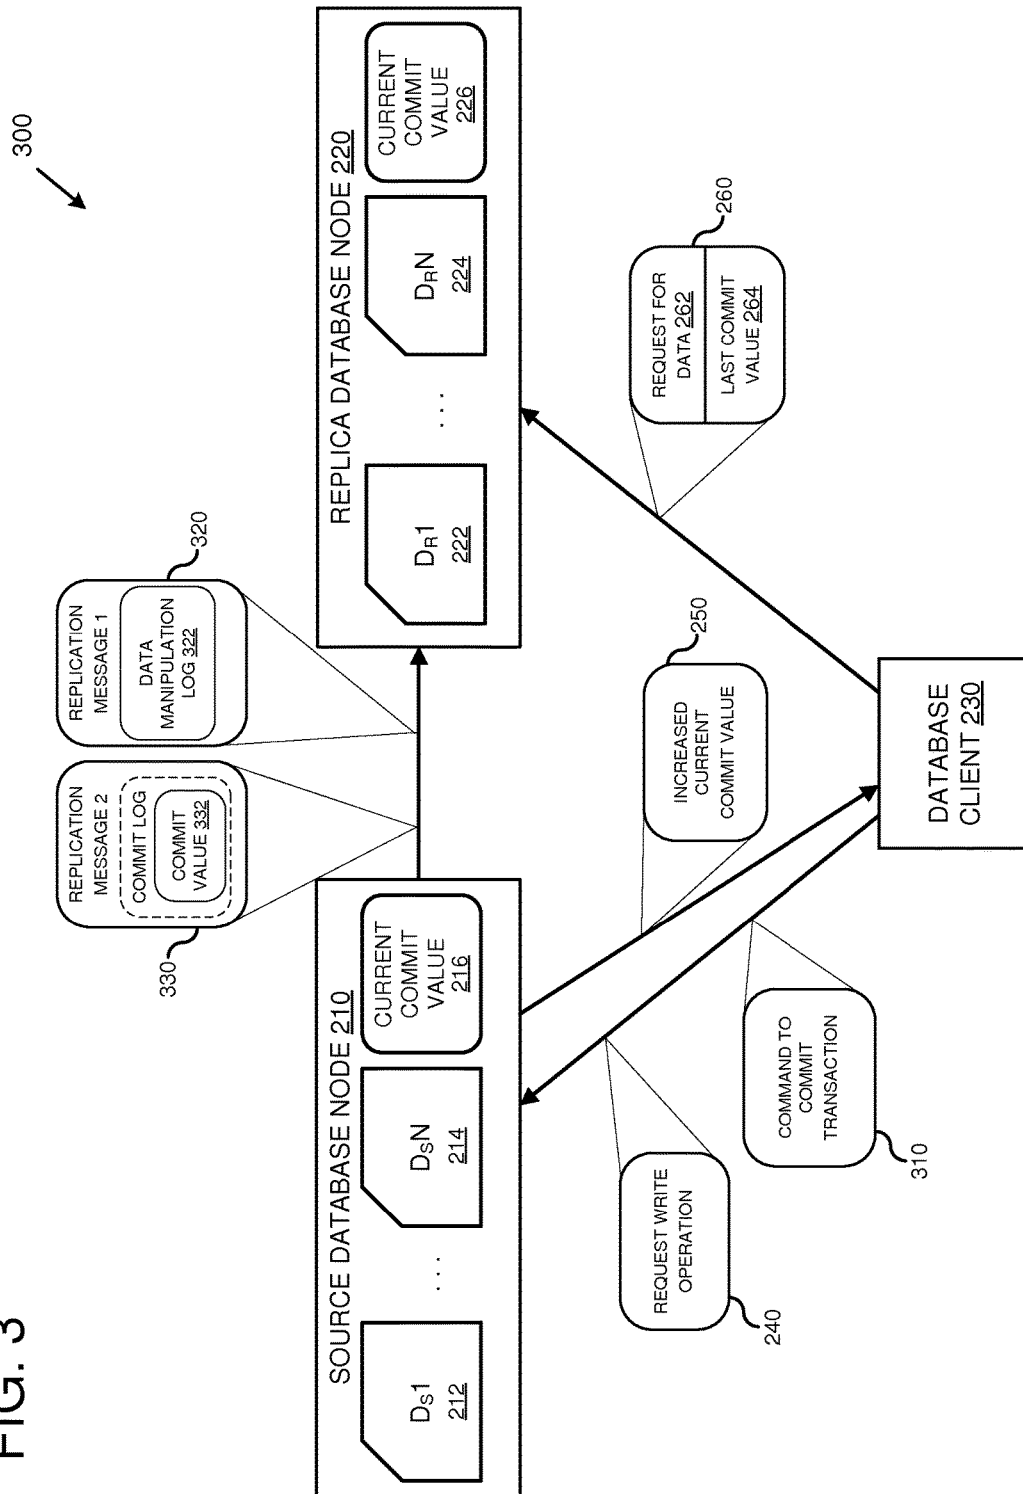 FIG. 3
300
REPLICATION
MESSAGE 2
COMMIT LOG
COMMIT
VALUE 332
330
REPLICATION
MESSAGE 1
DATA
MANIPULATION
LOG 322
320
SOURCE DATABASE NODE 210
DS1
212
. . .
DSN
214
CURRENT
COMMIT
VALUE
216
REPLICA DATABASE NODE 220
DR1
222
. . .
DRN
224
CURRENT
COMMIT
VALUE
226
REQUEST WRITE
OPERATION
240
COMMAND TO
COMMIT
TRANSACTION
310
INCREASED
CURRENT
COMMIT VALUE
250
REQUEST FOR
DATA 262
LAST COMMIT
VALUE 264
260
DATABASE
CLIENT 230